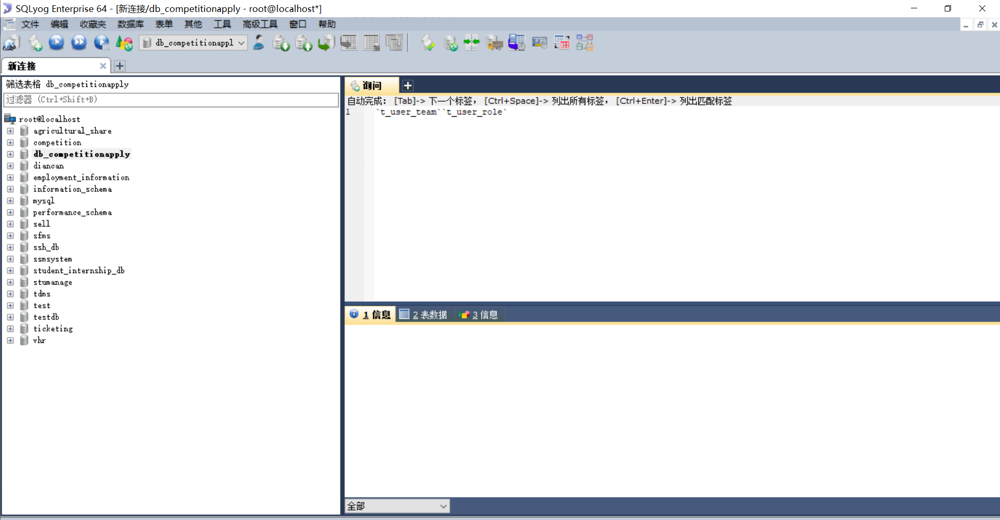 SQLyog Enterprise 64 - [新连接/db_competitionapply - root@localhost*]
文件 编辑 收藏夹 数据库 表单 其他 工具 高级工具 窗口 帮助
db_competitionappl
新连接
筛选表格 db_competitionapply
过滤器 (Ctrl+Shift+B)
root@localhost
agricultural_share
competition
db_competitionapply
diancan
employment_information
information_schema
mysql
performance_schema
sell
sfms
ssh_db
ssmsystem
student_internship_db
stumanage
tdms
test
testdb
ticketing
vhr
询问
自动完成： [Tab]-> 下一个标签， [Ctrl+Space]-> 列出所有标签， [Ctrl+Enter]-> 列出匹配标签
1 `t_user_team``t_user_role`
1 信息 2 表数据 3 信息
全部